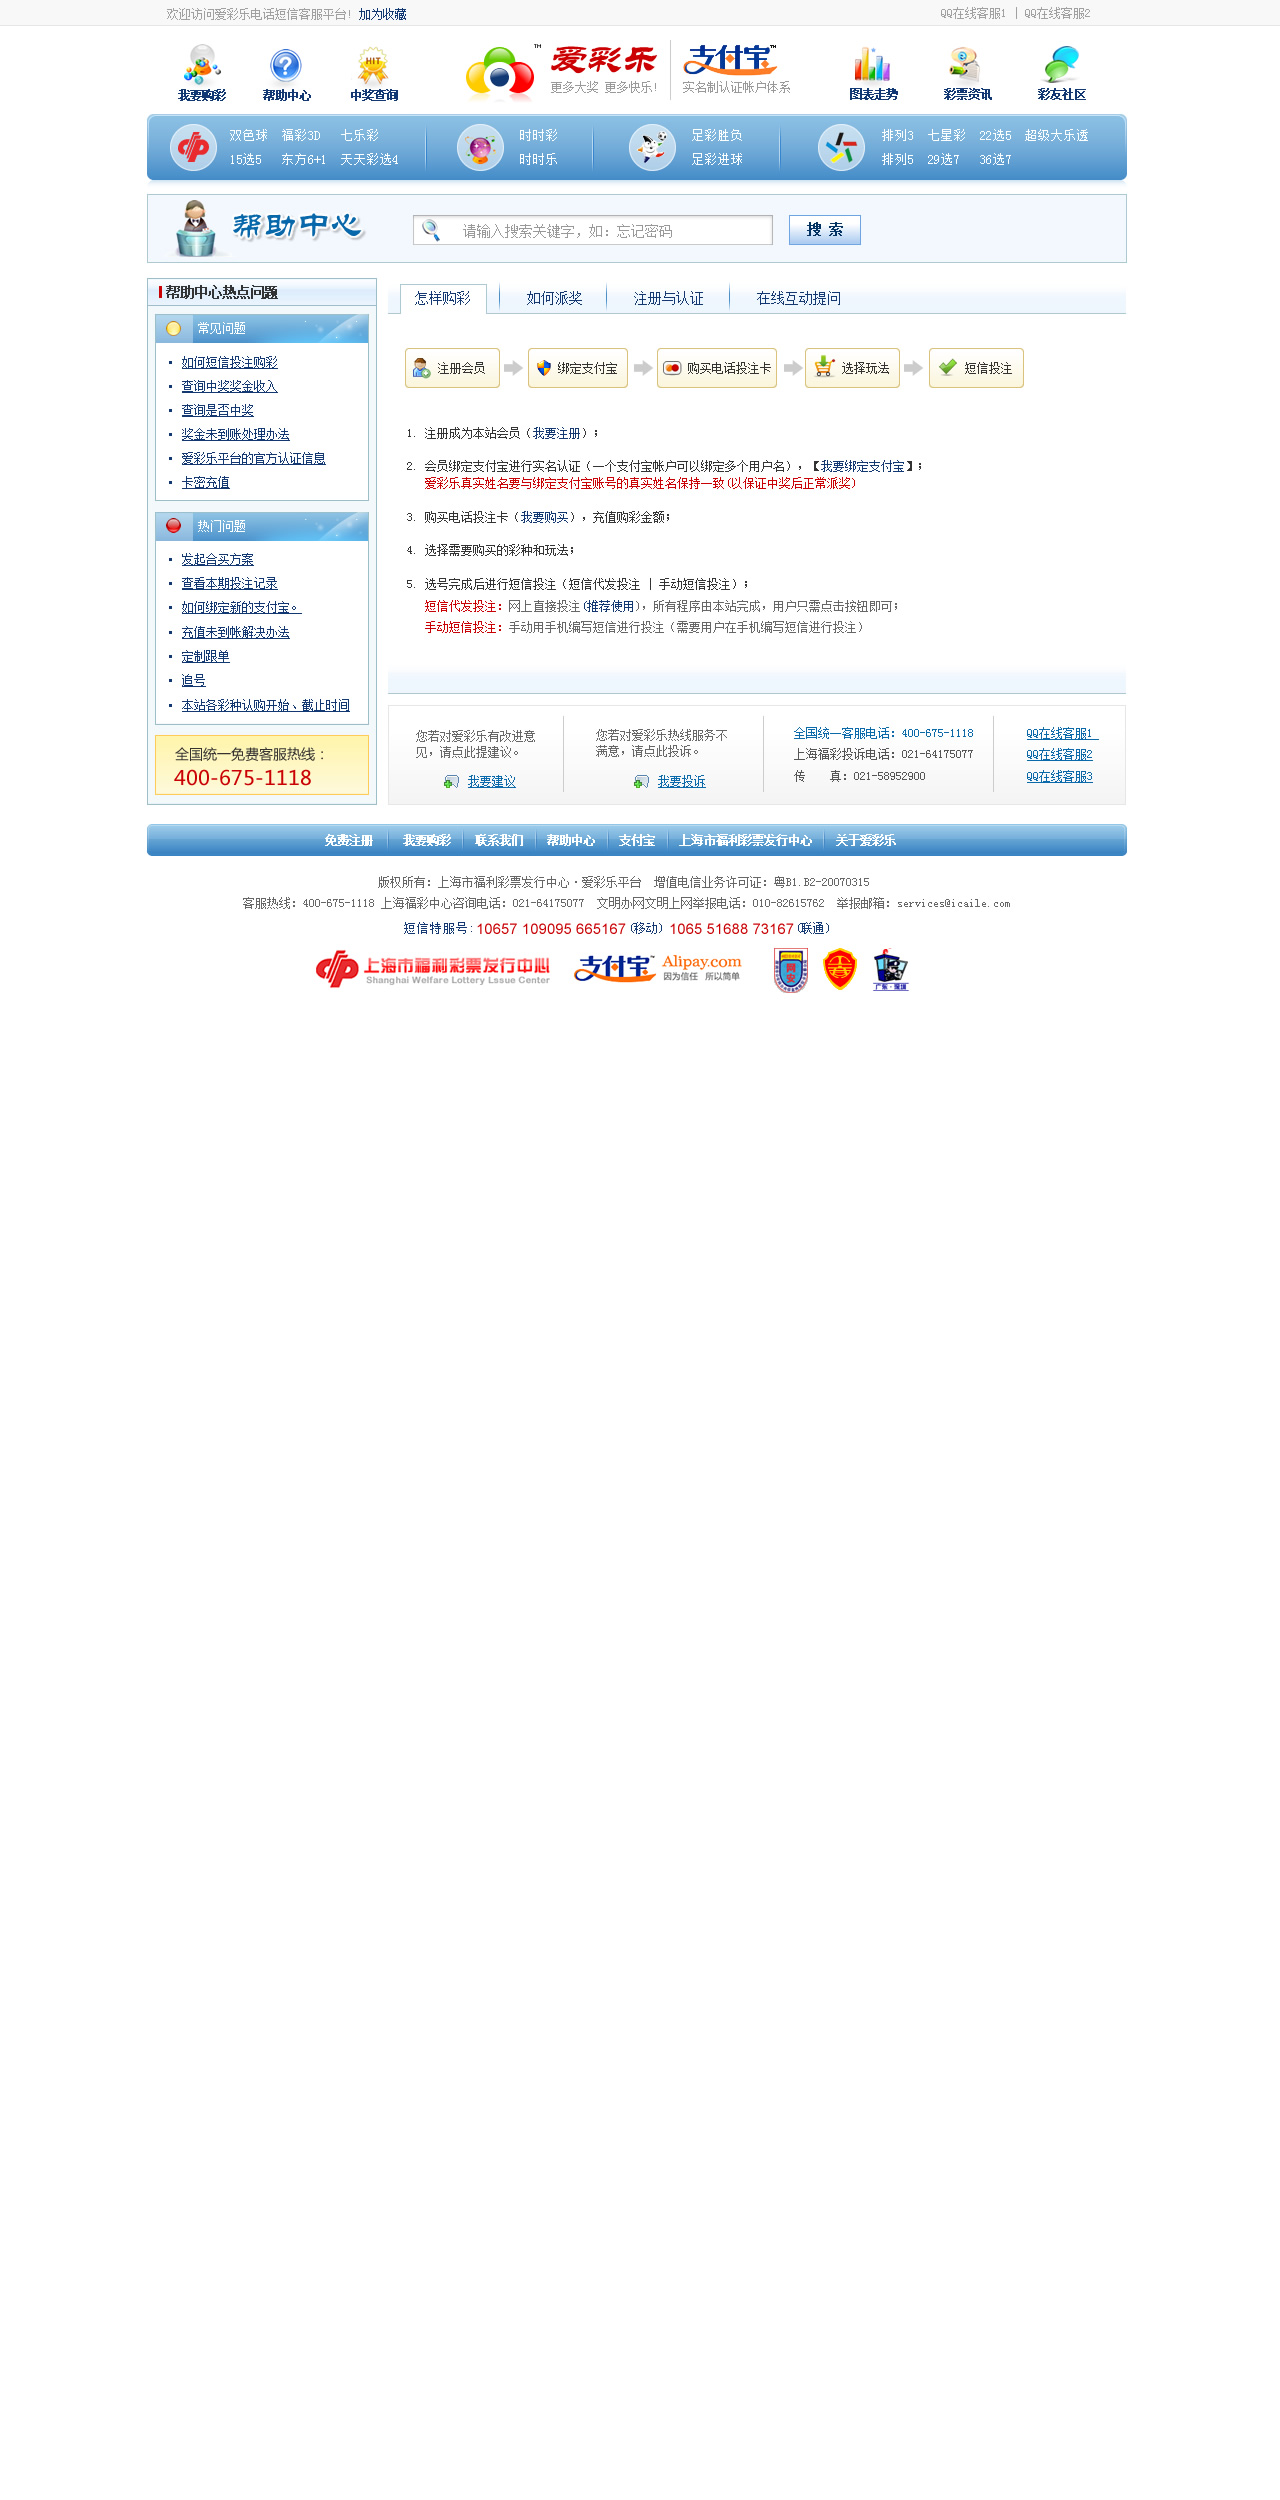 欢迎访问爱彩乐电话短信客服平台! 加为收藏
QQ在线客服1 | QQ在线客服2
我要购彩 帮助中心 中奖查询
HIT
爱彩乐 TM
更多大奖 更多快乐!
支付宝 TM
实名制认证帐户体系
图表走势 彩票资讯 彩友社区
双色球 福彩3D 七乐彩 时时彩 足彩胜负 排列3 七星彩 22选5 超级大乐透
15选5 东方6+1 天天彩选4 时时乐 足彩进球 排列5 29选7 36选7
帮助中心
请输入搜索关键字，如：忘记密码
搜 索
帮助中心热点问题
常见问题
如何短信投注购彩
查询中奖奖金收入
查询是否中奖
奖金未到账处理办法
爱彩乐平台的官方认证信息
卡密充值
热门问题
发起合买方案
查看本期投注记录
如何绑定新的支付宝。
充值未到帐解决办法
定制跟单
追号
本站各彩种认购开始、截止时间
全国统一免费客服热线：
400-675-1118
怎样购彩 如何派奖 注册与认证 在线互动提问
注册会员 绑定支付宝 购买电话投注卡 选择玩法 短信投注
1. 注册成为本站会员（我要注册）；
2. 会员绑定支付宝进行实名认证（一个支付宝帐户可以绑定多个用户名），【我要绑定支付宝】；
爱彩乐真实姓名要与绑定支付宝账号的真实姓名保持一致(以保证中奖后正常派奖)
3. 购买电话投注卡（我要购买），充值购彩金额；
4. 选择需要购买的彩种和玩法；
5. 选号完成后进行短信投注（短信代发投注 | 手动短信投注）；
短信代发投注：网上直接投注(推荐使用)，所有程序由本站完成，用户只需点击按钮即可；
手动短信投注：手动用手机编写短信进行投注（需要用户在手机编写短信进行投注）
您若对爱彩乐有改进意
见，请点此提建议。
我要建议
您若对爱彩乐热线服务不
满意，请点此投诉。
我要投诉
全国统一客服电话：400-675-1118
上海福彩投诉电话：021-64175077
传 真：021-58952900
QQ在线客服1
QQ在线客服2
QQ在线客服3
免费注册 我要购彩 联系我们 帮助中心 支付宝 上海市福利彩票发行中心 关于爱彩乐
版权所有：上海市福利彩票发行中心·爱彩乐平台 增值电信业务许可证：粤B1.B2-20070315
客服热线：400-675-1118 上海福彩中心咨询电话：021-64175077 文明办网文明上网举报电话：010-82615762 举报邮箱：services@icaile.com
短信特服号:10657 109095 665167(移动) 1065 51688 73167(联通)
上海市福利彩票发行中心
Shanghai Welfare Lottery Lssue Center
支付宝 TM Alipay.com
因为信任 所以简单
网安
广东·深圳